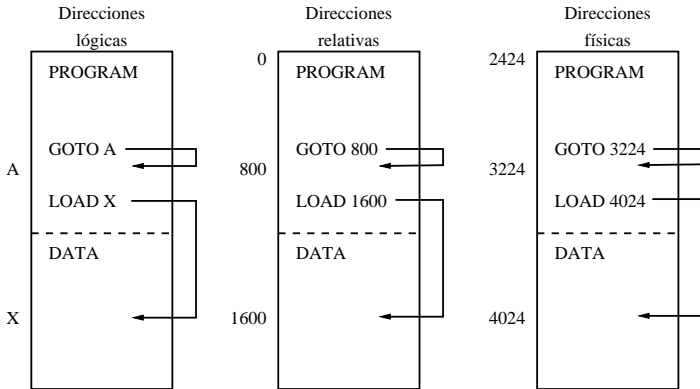 Direcciones
lógicas
PROGRAM
GOTO A
A
LOAD X
DATA
X
Direcciones
relativas
0
PROGRAM
GOTO 800
800
LOAD 1600
DATA
1600
Direcciones
físicas
2424
PROGRAM
GOTO 3224
3224
LOAD 4024
DATA
4024